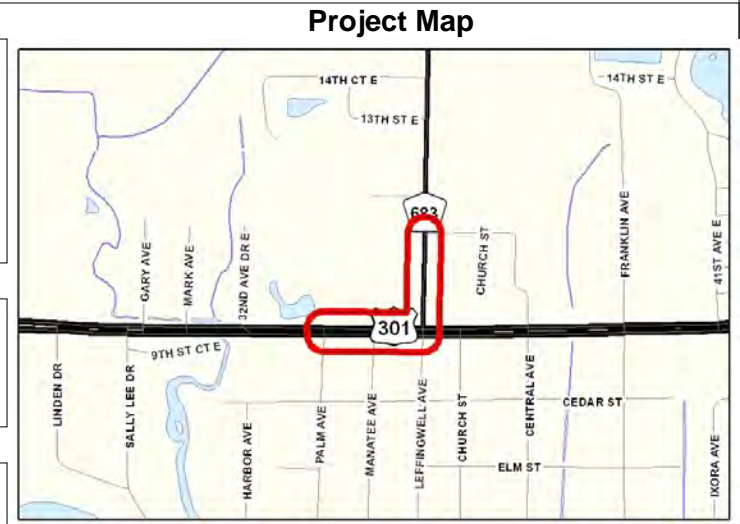 Project Map
14TH CT E
14TH ST E
13TH ST E
683
GARY AVE
MARK AVE
32ND AVE DR E
CHURCH ST
FRANKLIN AVE
41ST AVE E
301
9TH ST CT E
LINDEN DR
SALLY LEE DR
HARBOR AVE
PALM AVE
MANATEE AVE
LEFFINGWELL AVE
CHURCH ST
CENTRAL AVE
CEDAR ST
ELM ST
IXORA AVE